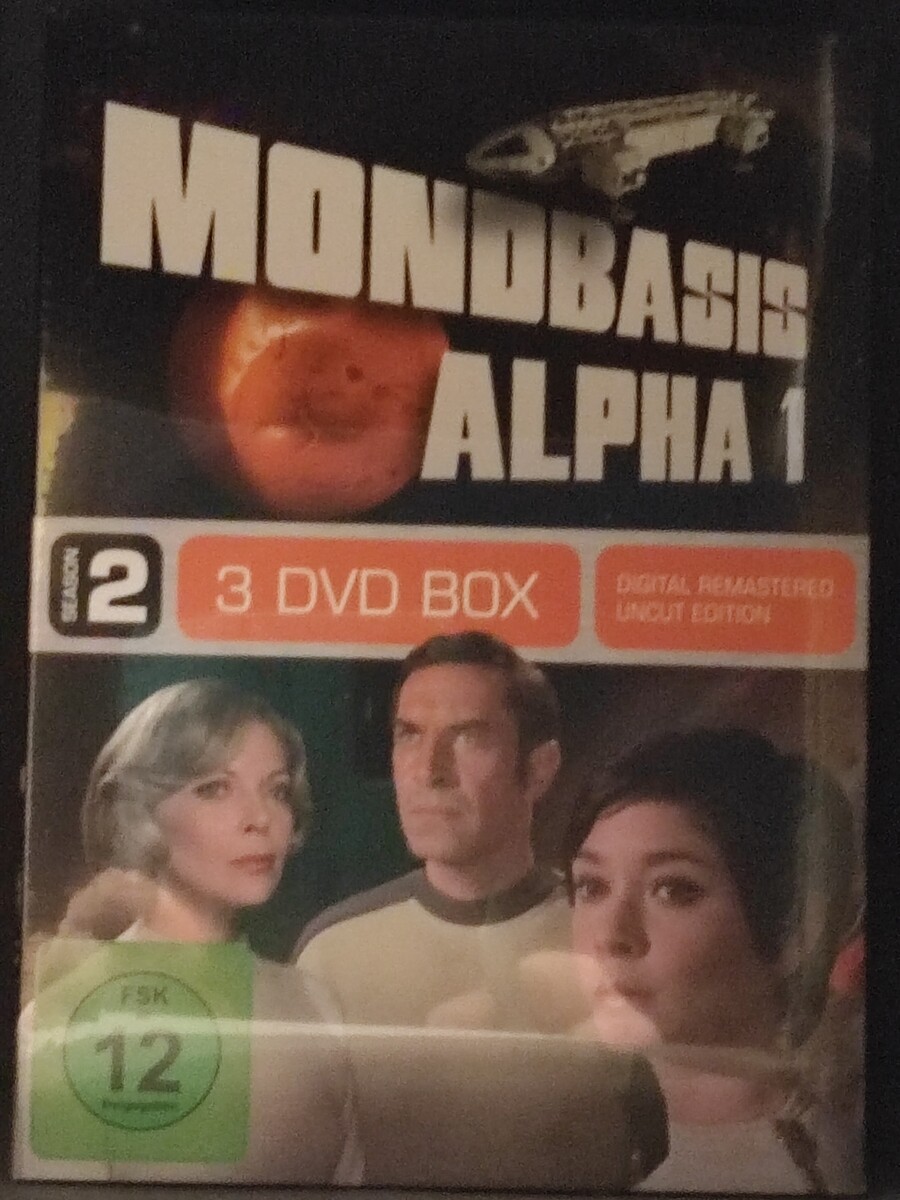 MONDBASIS
ALPHA 1
SEASON 2
3 DVD BOX
DIGITAL REMASTERED
UNCUT EDITION
FSK
12